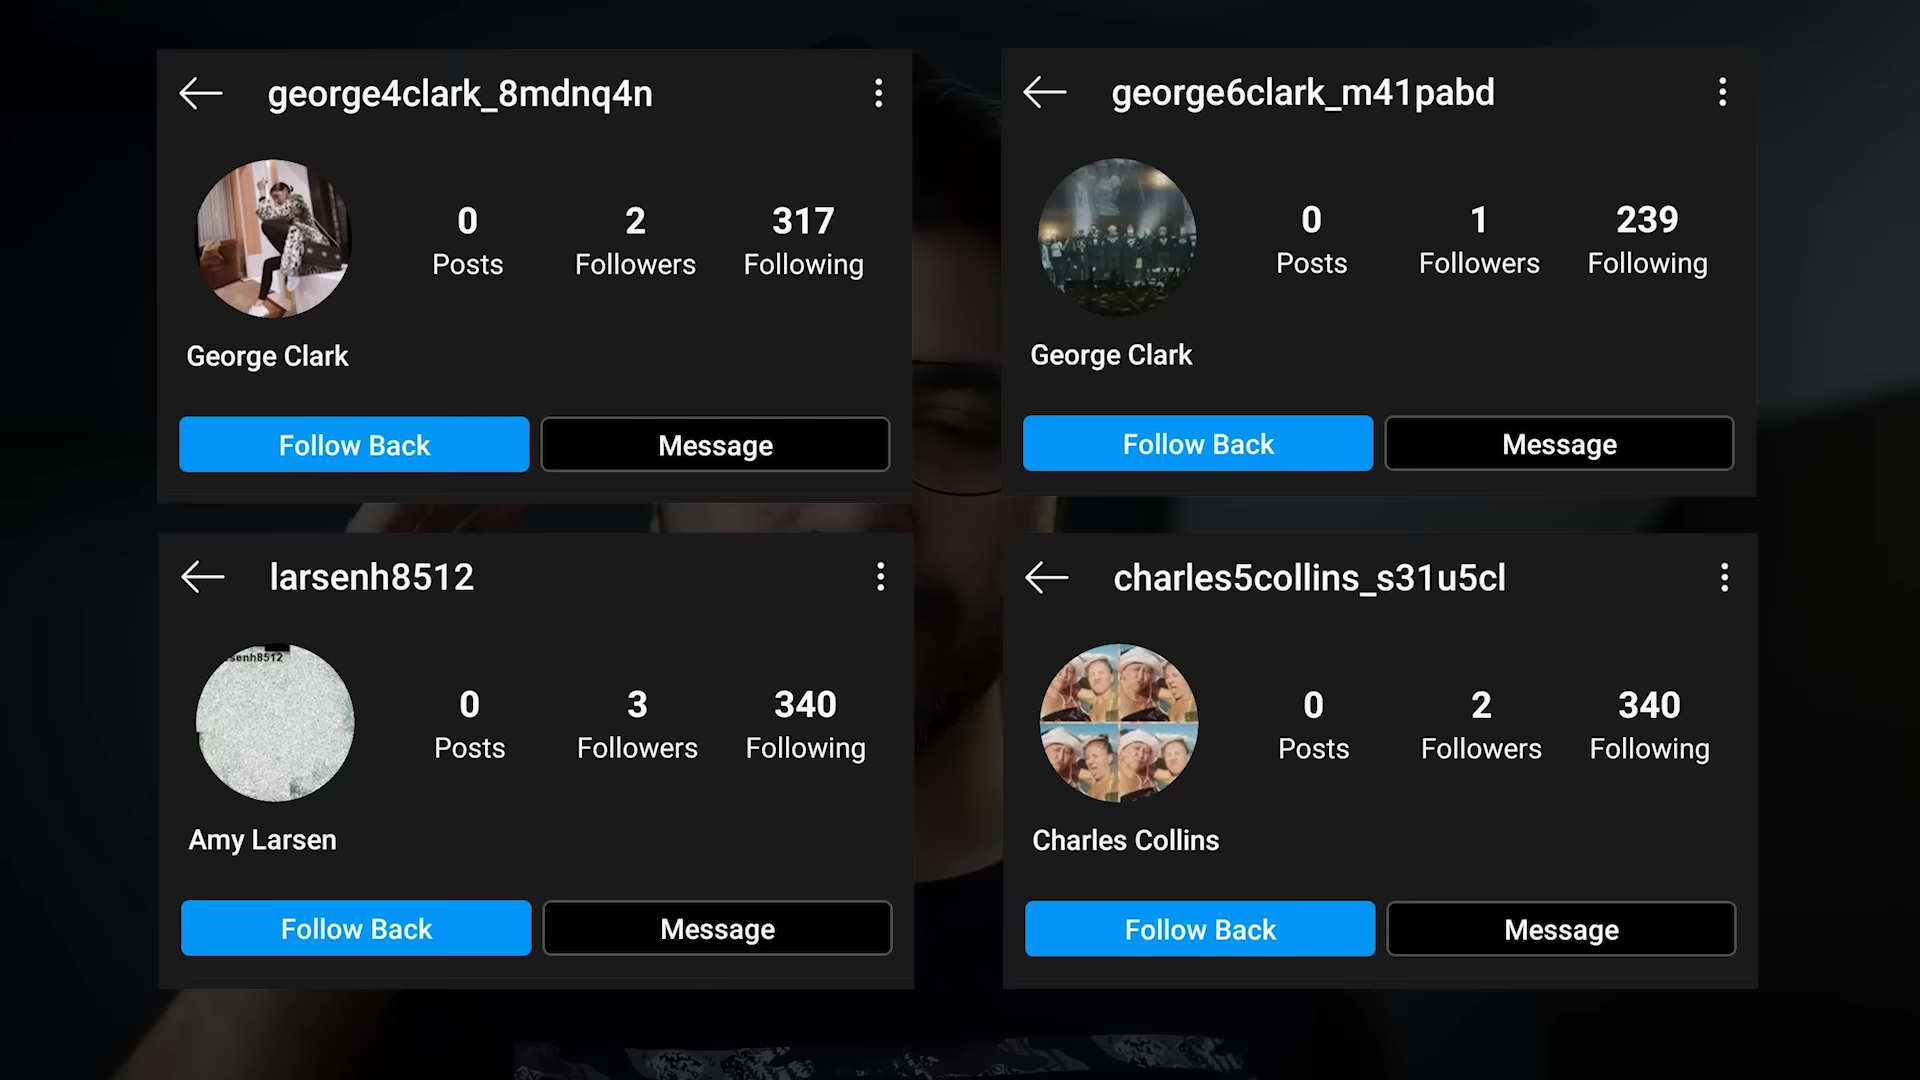 george4clark_8mdnq4n
0 2 317
Posts Followers Following
George Clark
Follow Back Message
george6clark_m41pabd
0 1 239
Posts Followers Following
George Clark
Follow Back Message
larsenh8512
senh8512
0 3 340
Posts Followers Following
Amy Larsen
Follow Back Message
charles5collins_s31u5cl
0 2 340
Posts Followers Following
Charles Collins
Follow Back Message